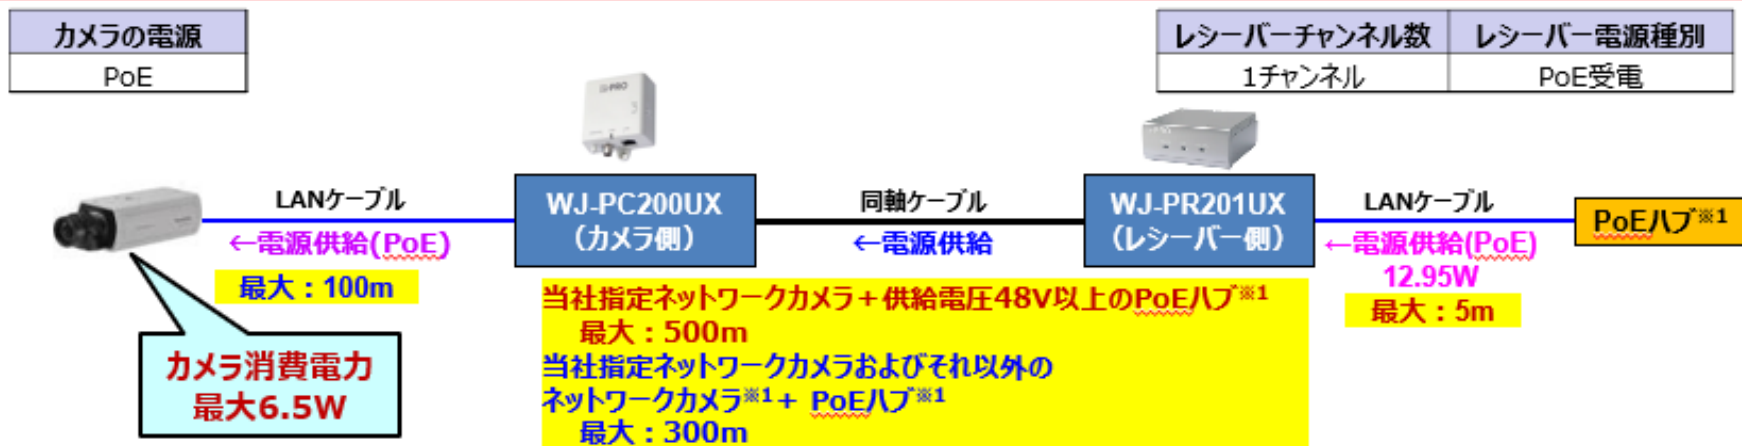 カメラの電源
PoE
レシーバーチャンネル数 レシーバー電源種別
1チャンネル PoE受電
i-PRO
LANケーブル
←電源供給(PoE)
最大：100m
WJ-PC200UX
（カメラ側）
同軸ケーブル
←電源供給
WJ-PR201UX
（レシーバー側）
LANケーブル
←電源供給(PoE)
12.95W
最大：5m
PoEハブ※1
カメラ消費電力
最大6.5W
当社指定ネットワークカメラ＋供給電圧48V以上のPoEハブ※1
最大：500m
当社指定ネットワークカメラおよびそれ以外の
ネットワークカメラ※1＋ PoEハブ※1
最大：300m